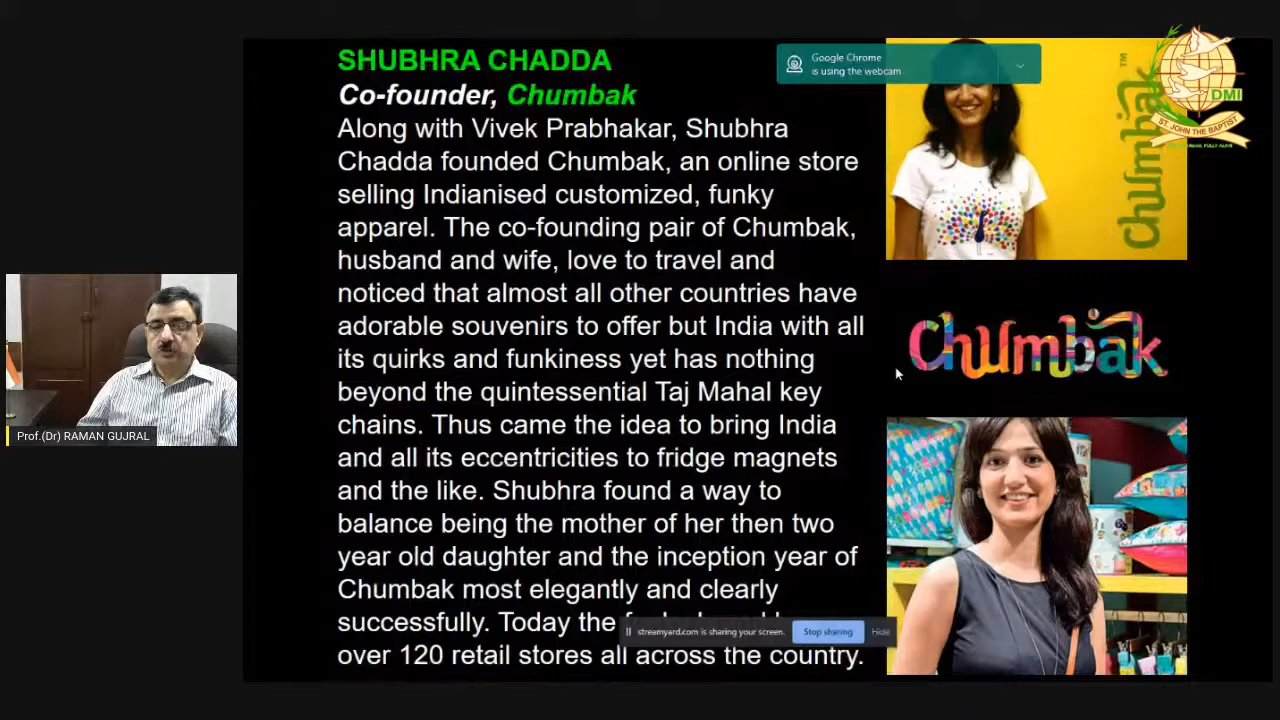 SHUBHRA CHADDA
Co-founder, Chumbak
Along with Vivek Prabhakar, Shubhra
Chadda founded Chumbak, an online store
selling Indianised customized, funky
apparel. The co-founding pair of Chumbak,
husband and wife, love to travel and
noticed that almost all other countries have
adorable souvenirs to offer but India with all
its quirks and funkiness yet has nothing
beyond the quintessential Taj Mahal key
chains. Thus came the idea to bring India
and all its eccentricities to fridge magnets
and the like. Shubhra found a way to
balance being the mother of her then two
year old daughter and the inception year of
Chumbak most elegantly and clearly
successfully. Today the
over 120 retail stores all across the country.
Google Chrome
is using the webcam
Chumbak™
DMI
ST. JOHN THE BAPTIST
Chumbak
Prof.(Dr) RAMAN GUJRAL
streamyard.com is sharing your screen.
Stop sharing
Hide